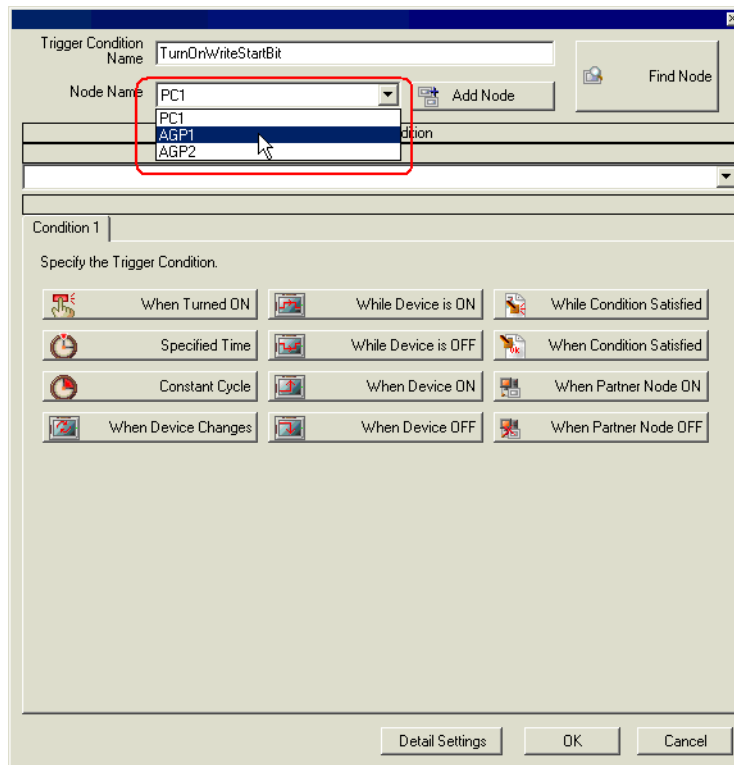 Trigger Condition
Name
TurnOnWriteStartBit
Find Node
Node Name
PC1
Add Node
PC1
AGP1
dition
AGP2
Condition 1
Specify the Trigger Condition.
When Turned ON
While Device is ON
While Condition Satisfied
Specified Time
While Device is OFF
When Condition Satisfied
Constant Cycle
When Device ON
When Partner Node ON
When Device Changes
When Device OFF
When Partner Node OFF
Detail Settings
OK
Cancel